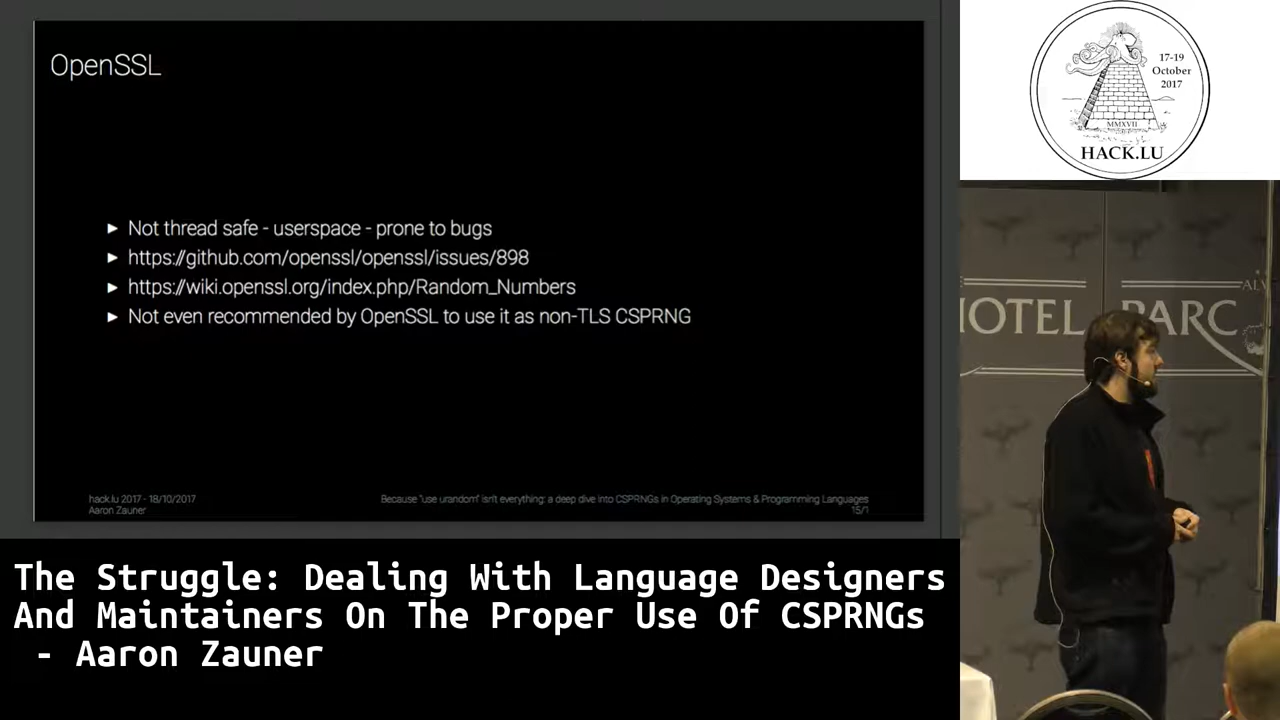 OpenSSL
► Not thread safe - userspace - prone to bugs
► https://github.com/openssl/openssl/issues/898
► https://wiki.openssl.org/index.php/Random_Numbers
► Not even recommended by OpenSSL to use it as non-TLS CSPRNG
hack.lu 2017 - 18/10/2017
Aaron Zauner
Because "use urandom" isn't everything: a deep dive into CSPRNGs in Operating Systems & Programming Languages
15/1
17-19
October
2017
MMXVII
HACK.LU
HOTEL PARC
ALV
The Struggle: Dealing With Language Designers
And Maintainers On The Proper Use Of CSPRNGs
- Aaron Zauner